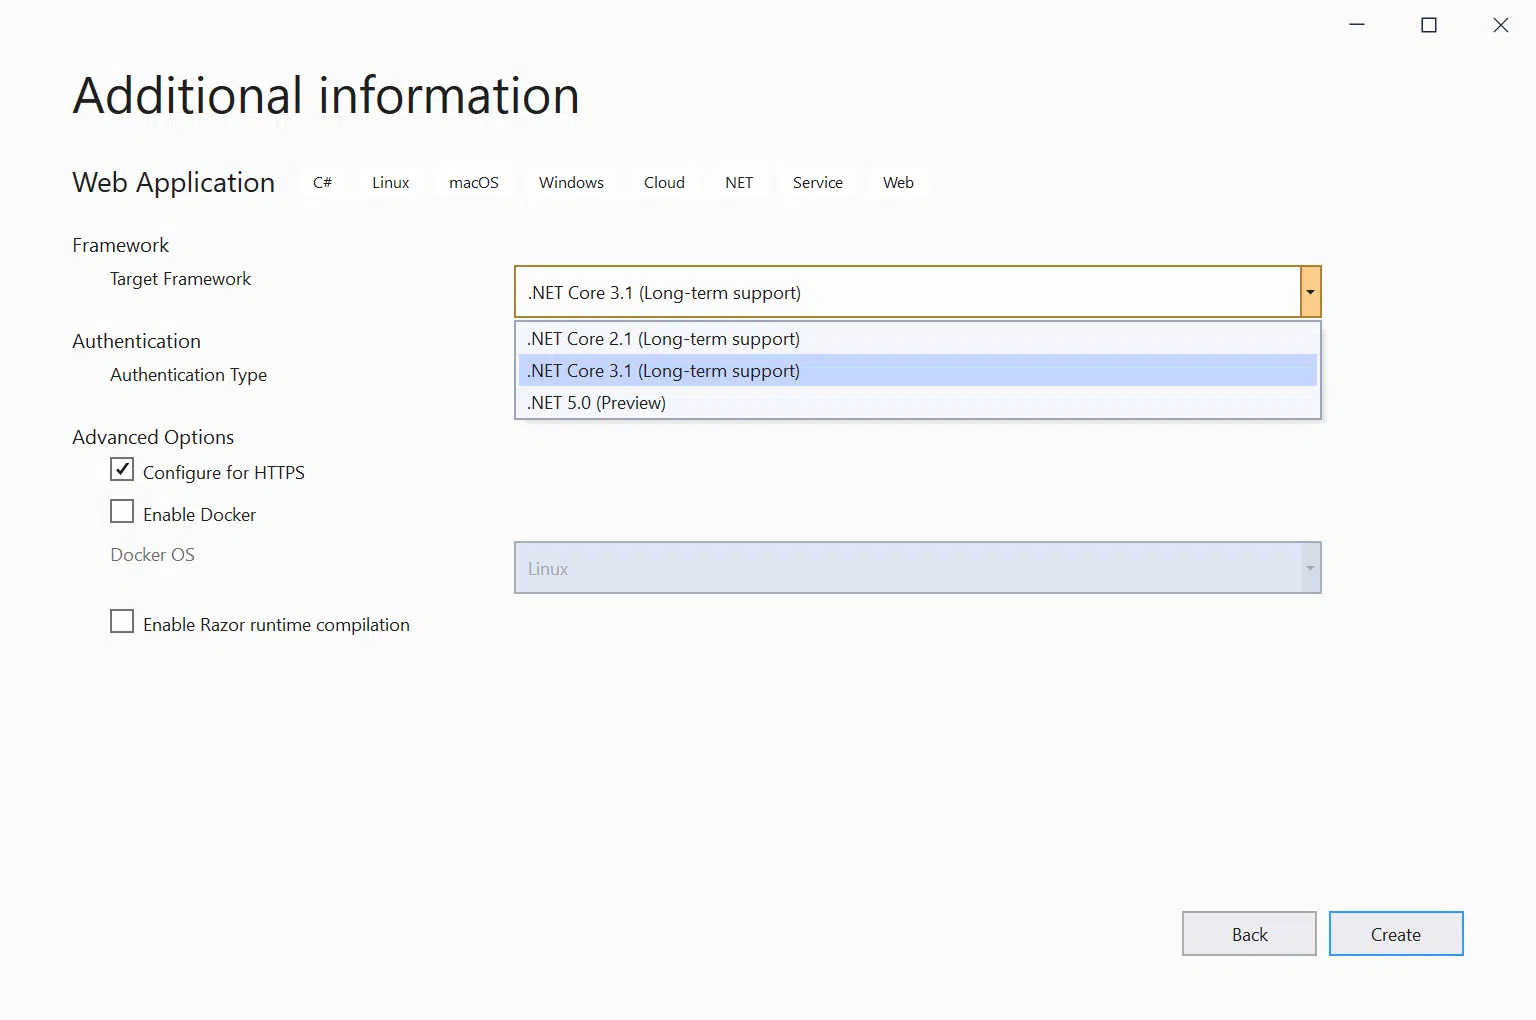 Additional information
Web Application C# Linux macOS Windows Cloud NET Service Web
Framework
Target Framework
.NET Core 3.1 (Long-term support)
.NET Core 2.1 (Long-term support)
.NET Core 3.1 (Long-term support)
.NET 5.0 (Preview)
Authentication
Authentication Type
Advanced Options
Configure for HTTPS
Enable Docker
Docker OS
Linux
Enable Razor runtime compilation
Back
Create